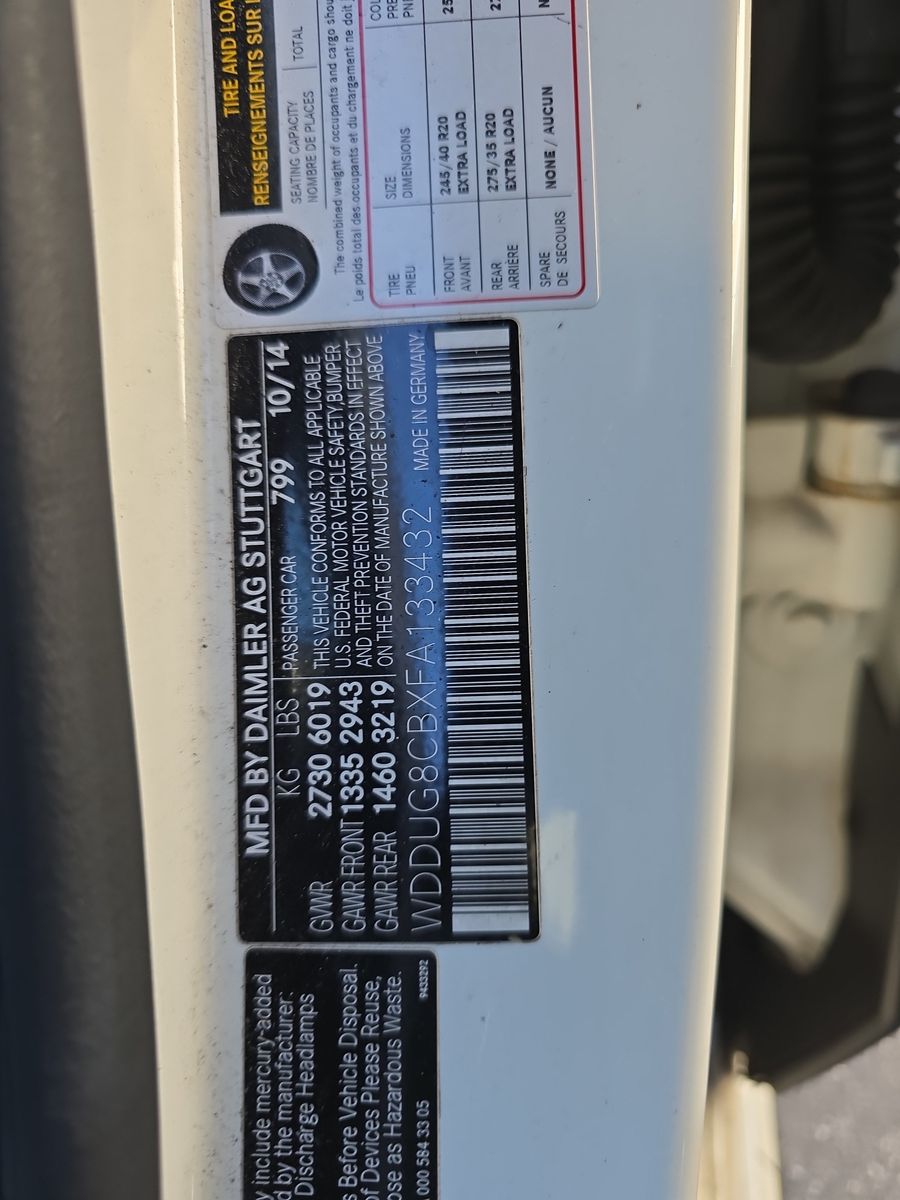 y include mercury-added
d by the manufacturer:
Discharge Headlamps
s Before Vehicle Disposal.
of Devices Please Reuse,
ose as Hazardous Waste.
000 584 33 05
9433292
MFD BY DAIMLER AG STUTTGART
KG LBS PASSENGER CAR 799 10/14
GVWR 2730 6019
GAWR FRONT 1335 2943
GAWR REAR 1460 3219
THIS VEHICLE CONFORMS TO ALL APPLICABLE
U.S. FEDERAL MOTOR VEHICLE SAFETY,BUMPER,
AND THEFT PREVENTION STANDARDS IN EFFECT
ON THE DATE OF MANUFACTURE SHOWN ABOVE
WDDUG8CBXFA133432 MADE IN GERMANY.
TIRE AND LOA
RENSEIGNEMENTS SUR
SEATING CAPACITY
NOMBRE DE PLACES
TOTAL
The combined weight of occupants and cargo shou
Le poids total des occupants et du chargement ne doit
TIRE SIZE COL
PNEU DIMENSIONS PRE
PNE
FRONT 245/40 R20 25
AVANT EXTRA LOAD
REAR 275/35 R20 27
ARRIÈRE EXTRA LOAD
SPARE NONE / AUCUN N
DE SECOURS